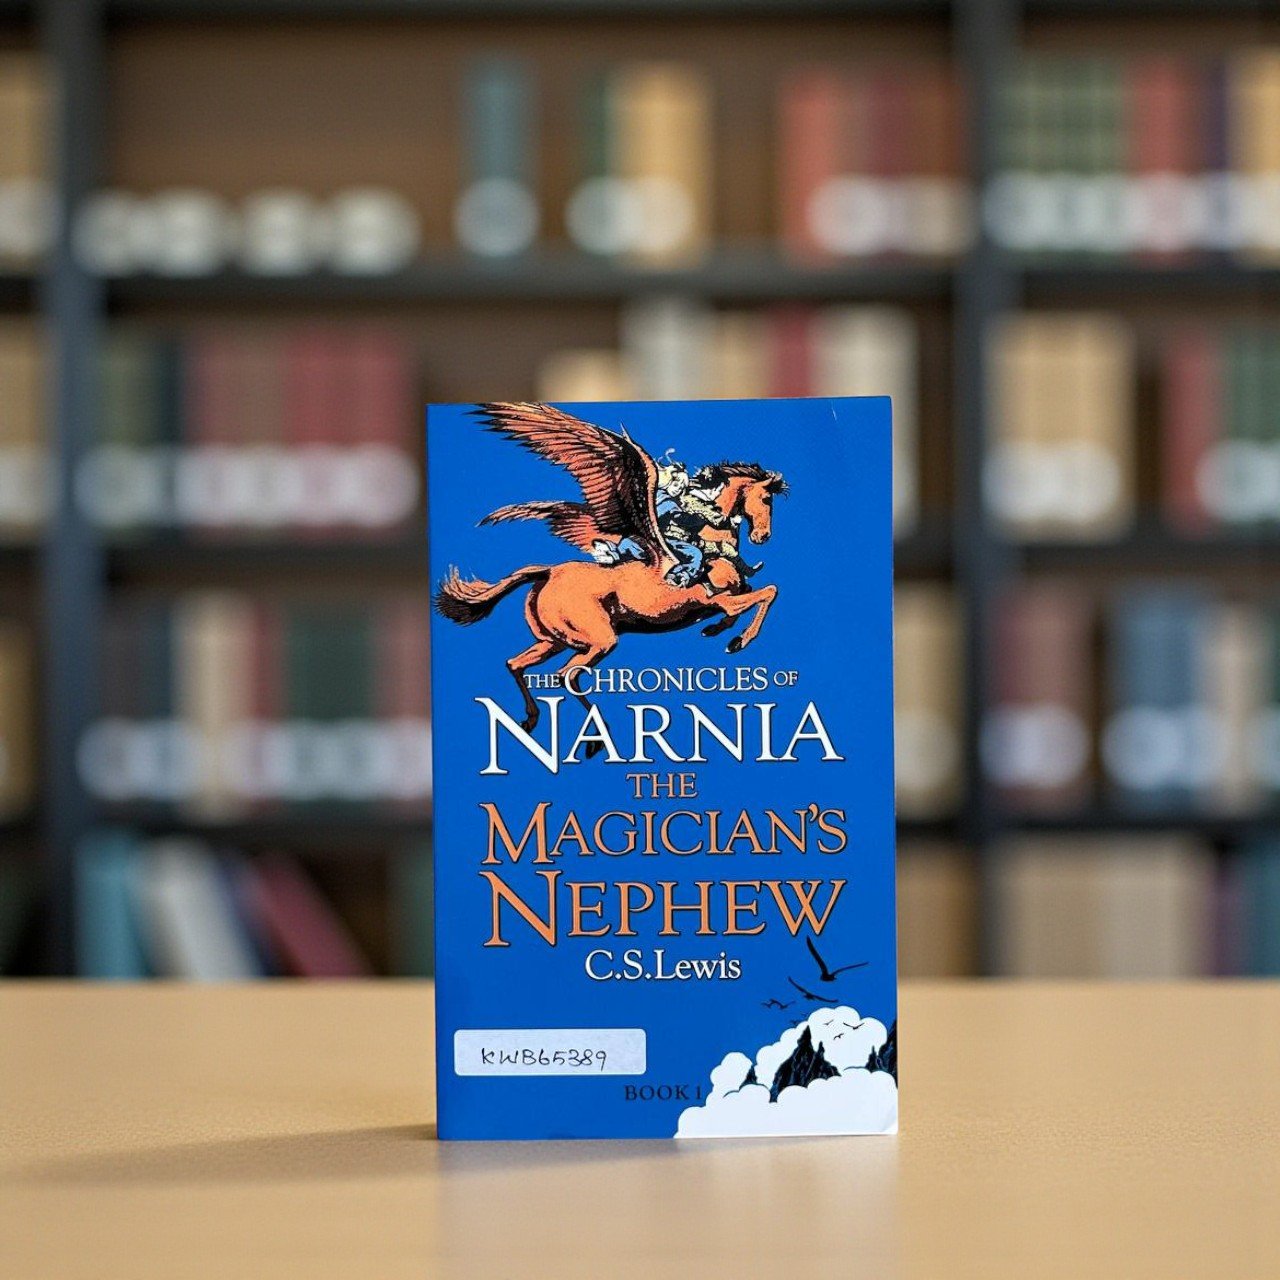 THE CHRONICLES OF
NARNIA
THE
MAGICIAN'S
NEPHEW
C.S.Lewis
KWB65389
BOOK 1